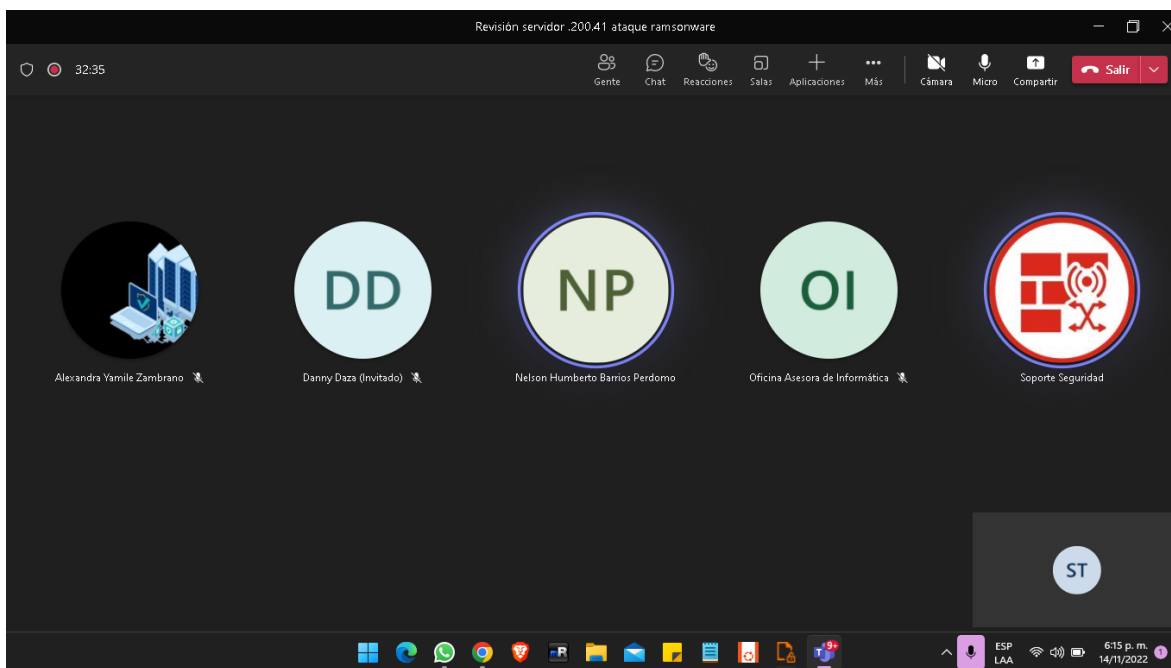 Revisión servidor .200.41 ataque ramsonware
32:35
Gente
Chat
Reacciones
Salas
Aplicaciones
Más
Cámara
Micro
Compartir
Salir
DD
NP
OI
Alexandra Yamile Zambrano
Danny Daza (Invitado)
Nelson Humberto Barrios Perdomo
Oficina Asesora de Informática
Soporte Seguridad
ST
R
T
9+
ESP
LAA
6:15 p. m.
14/11/2022
1